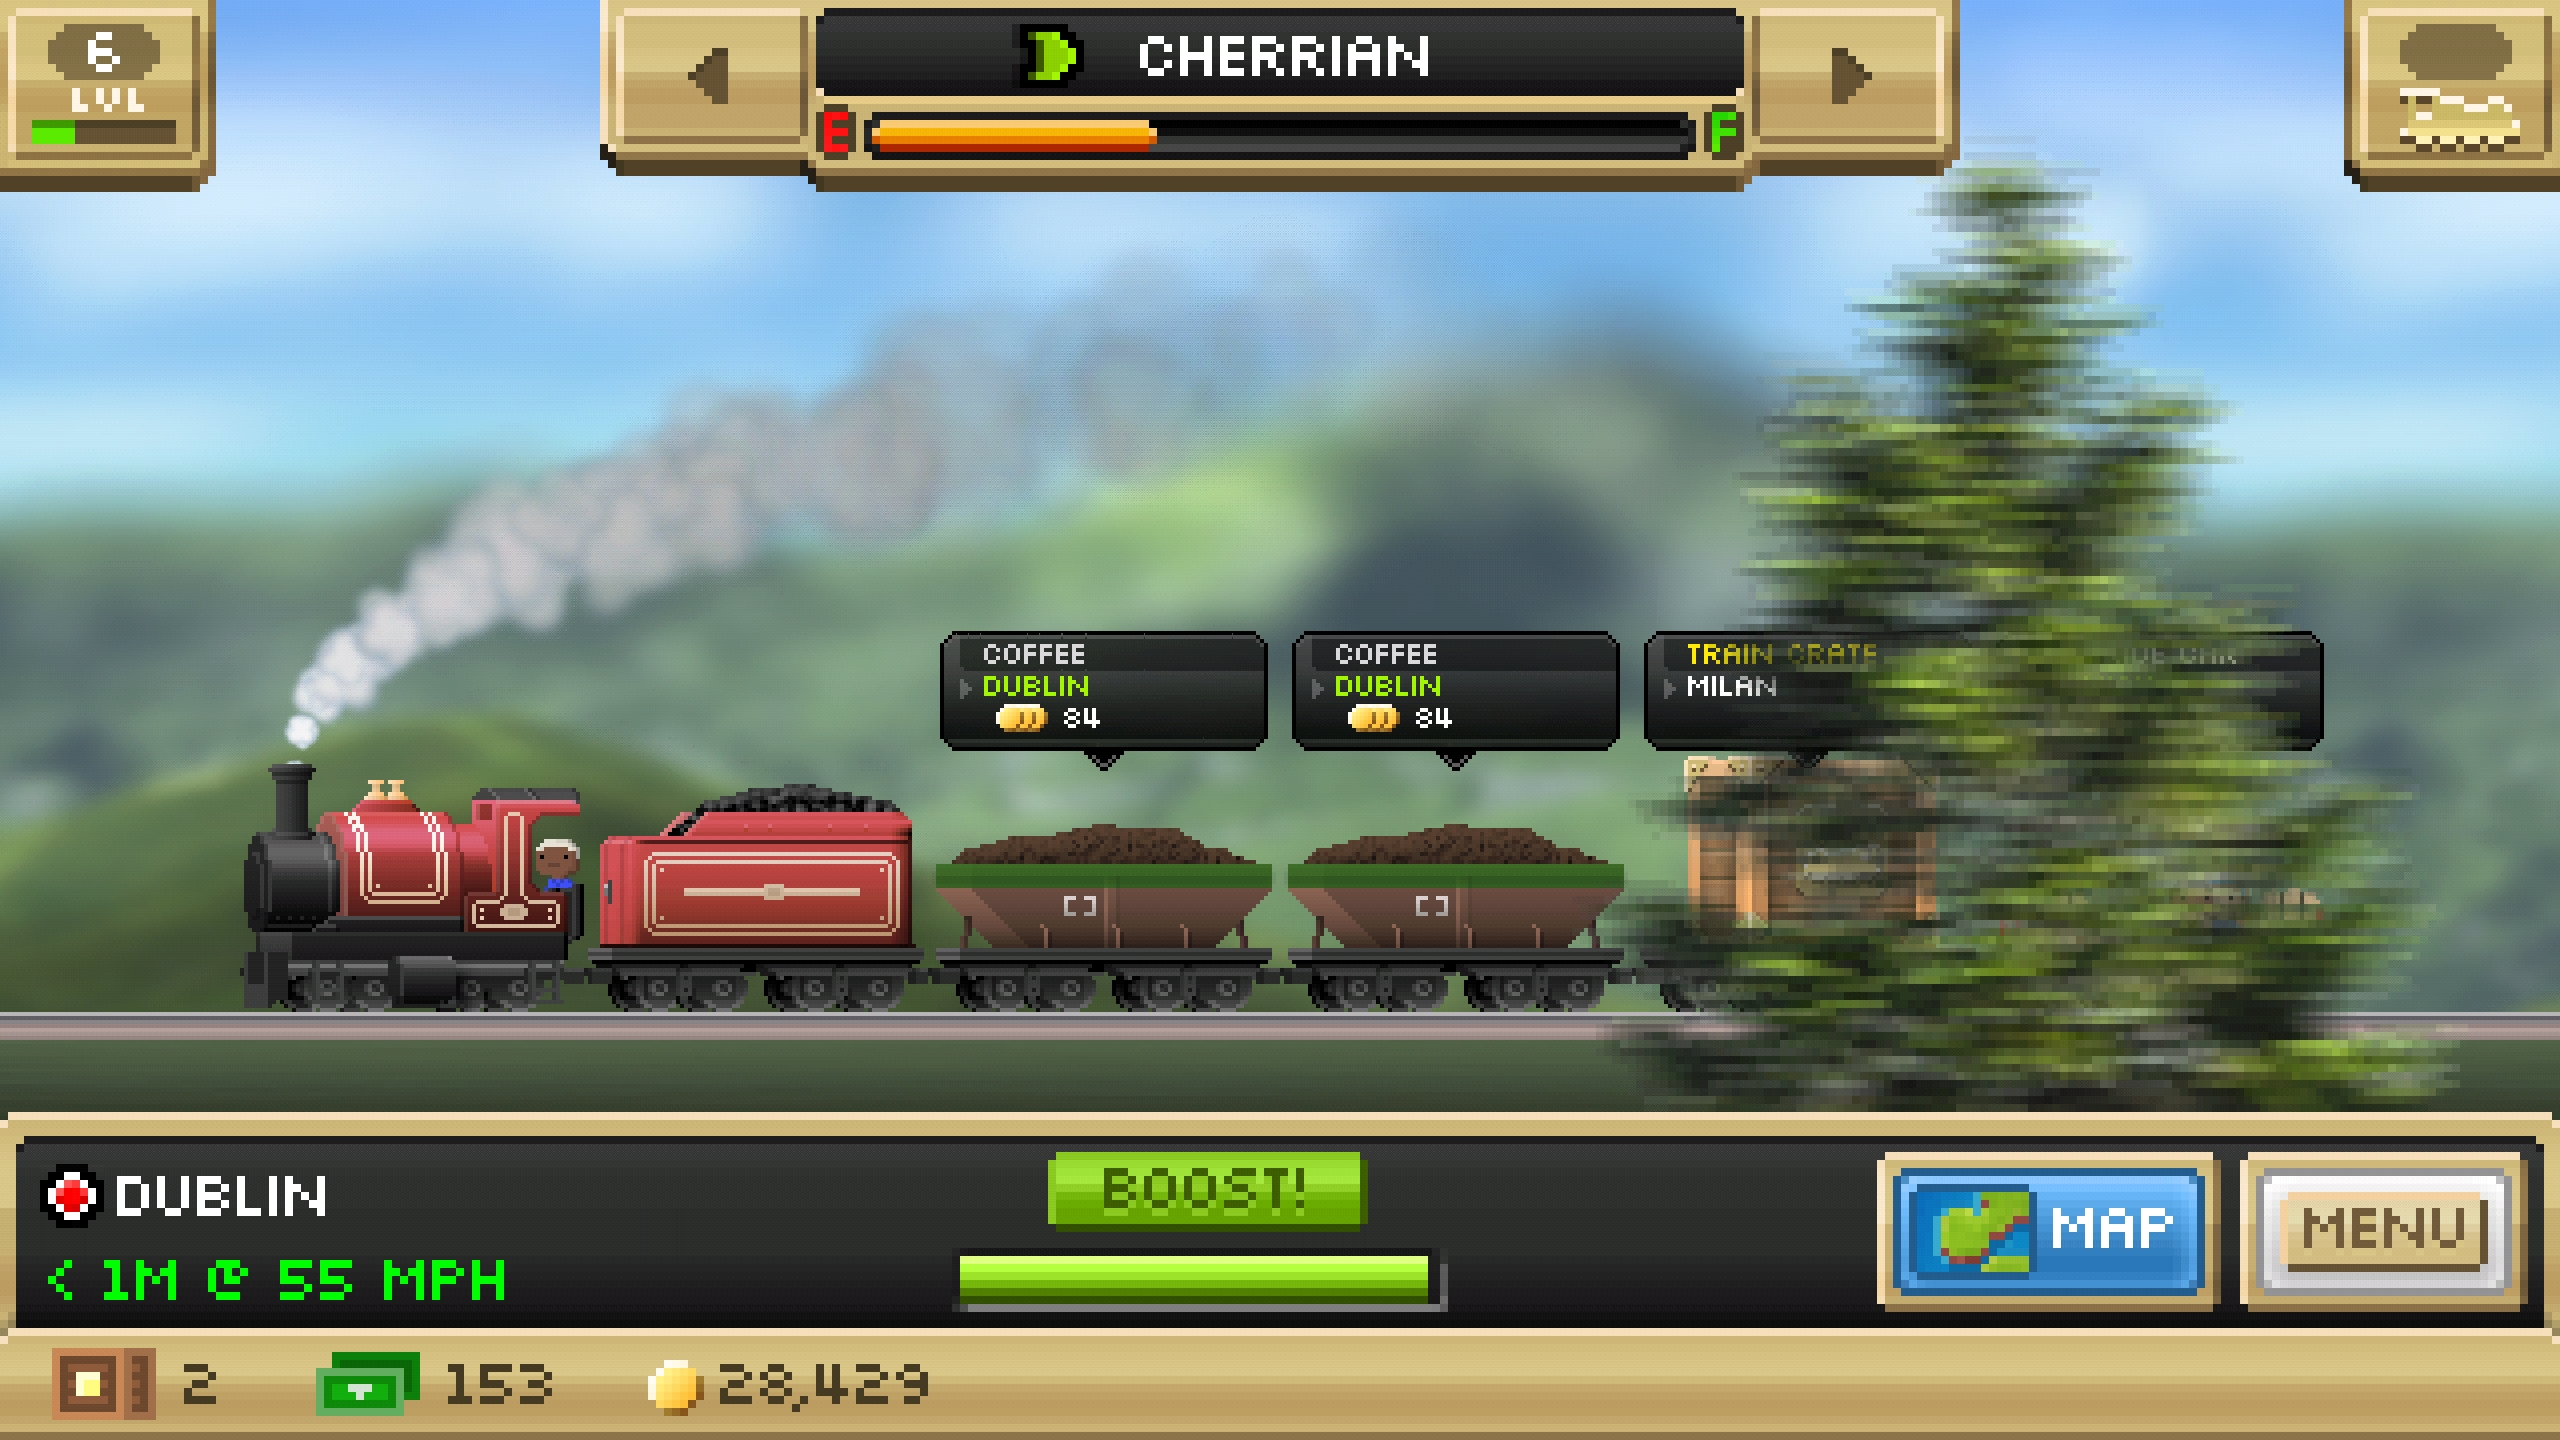 6
LVL
CHERRIAN
E
F
COFFEE
DUBLIN
84
COFFEE
DUBLIN
84
TRAIN CRATE
MILAN
DUBLIN
< 1M @ 55 MPH
BOOST!
MAP
MENU
2
153
28,429